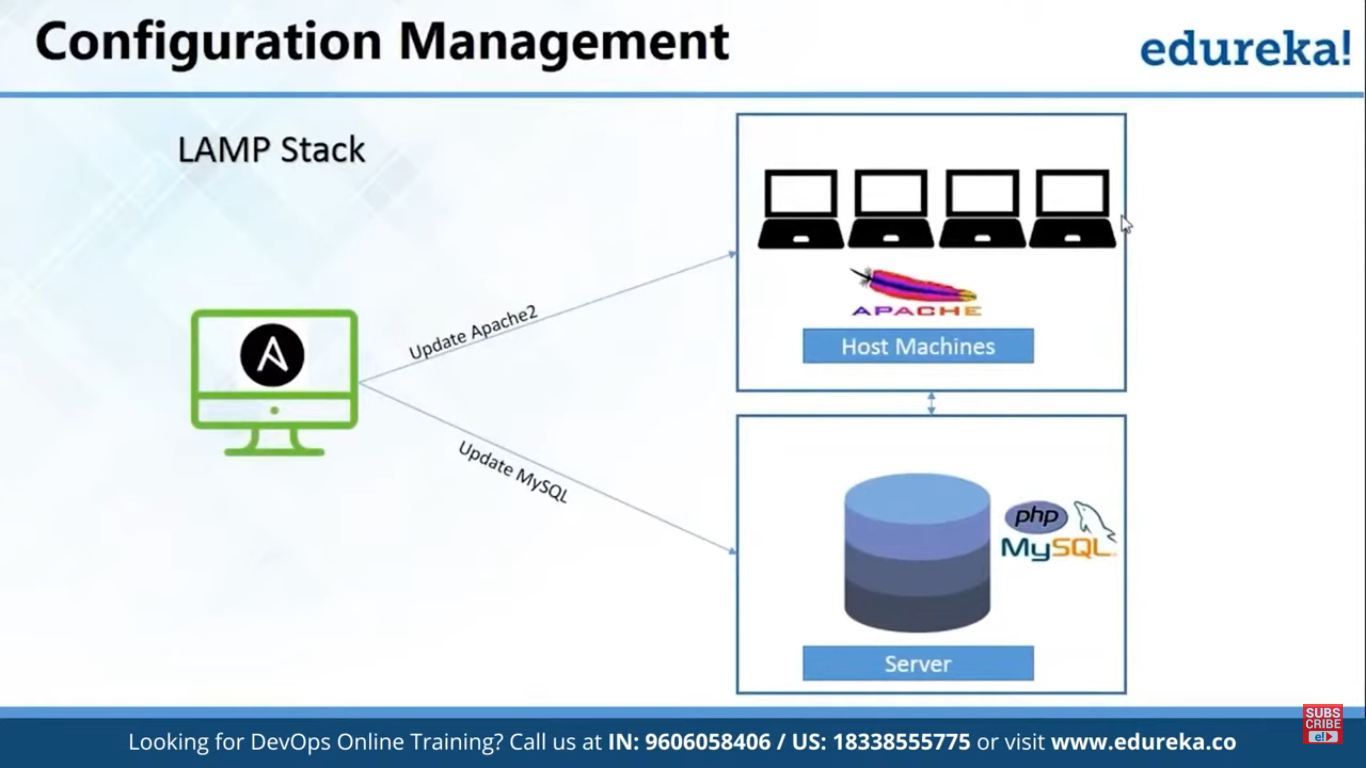 Configuration Management
edureka!
LAMP Stack
Update Apache2
APACHE
Host Machines
Update MySQL
php
MySQL
Server
SUBS
CRIBE
e!
Looking for DevOps Online Training? Call us at IN: 9606058406 / US: 18338555775 or visit www.edureka.co